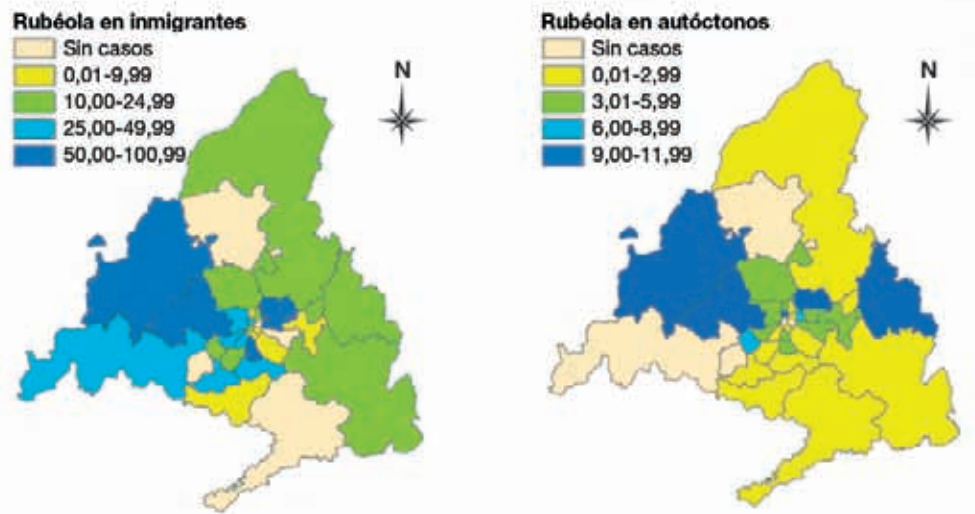 Rubéola en inmigrantes
Sin casos
0,01-9,99
10,00-24,99
25,00-49,99
50,00-100,99
N
Rubéola en autóctonos
Sin casos
0,01-2,99
3,01-5,99
6,00-8,99
9,00-11,99
N